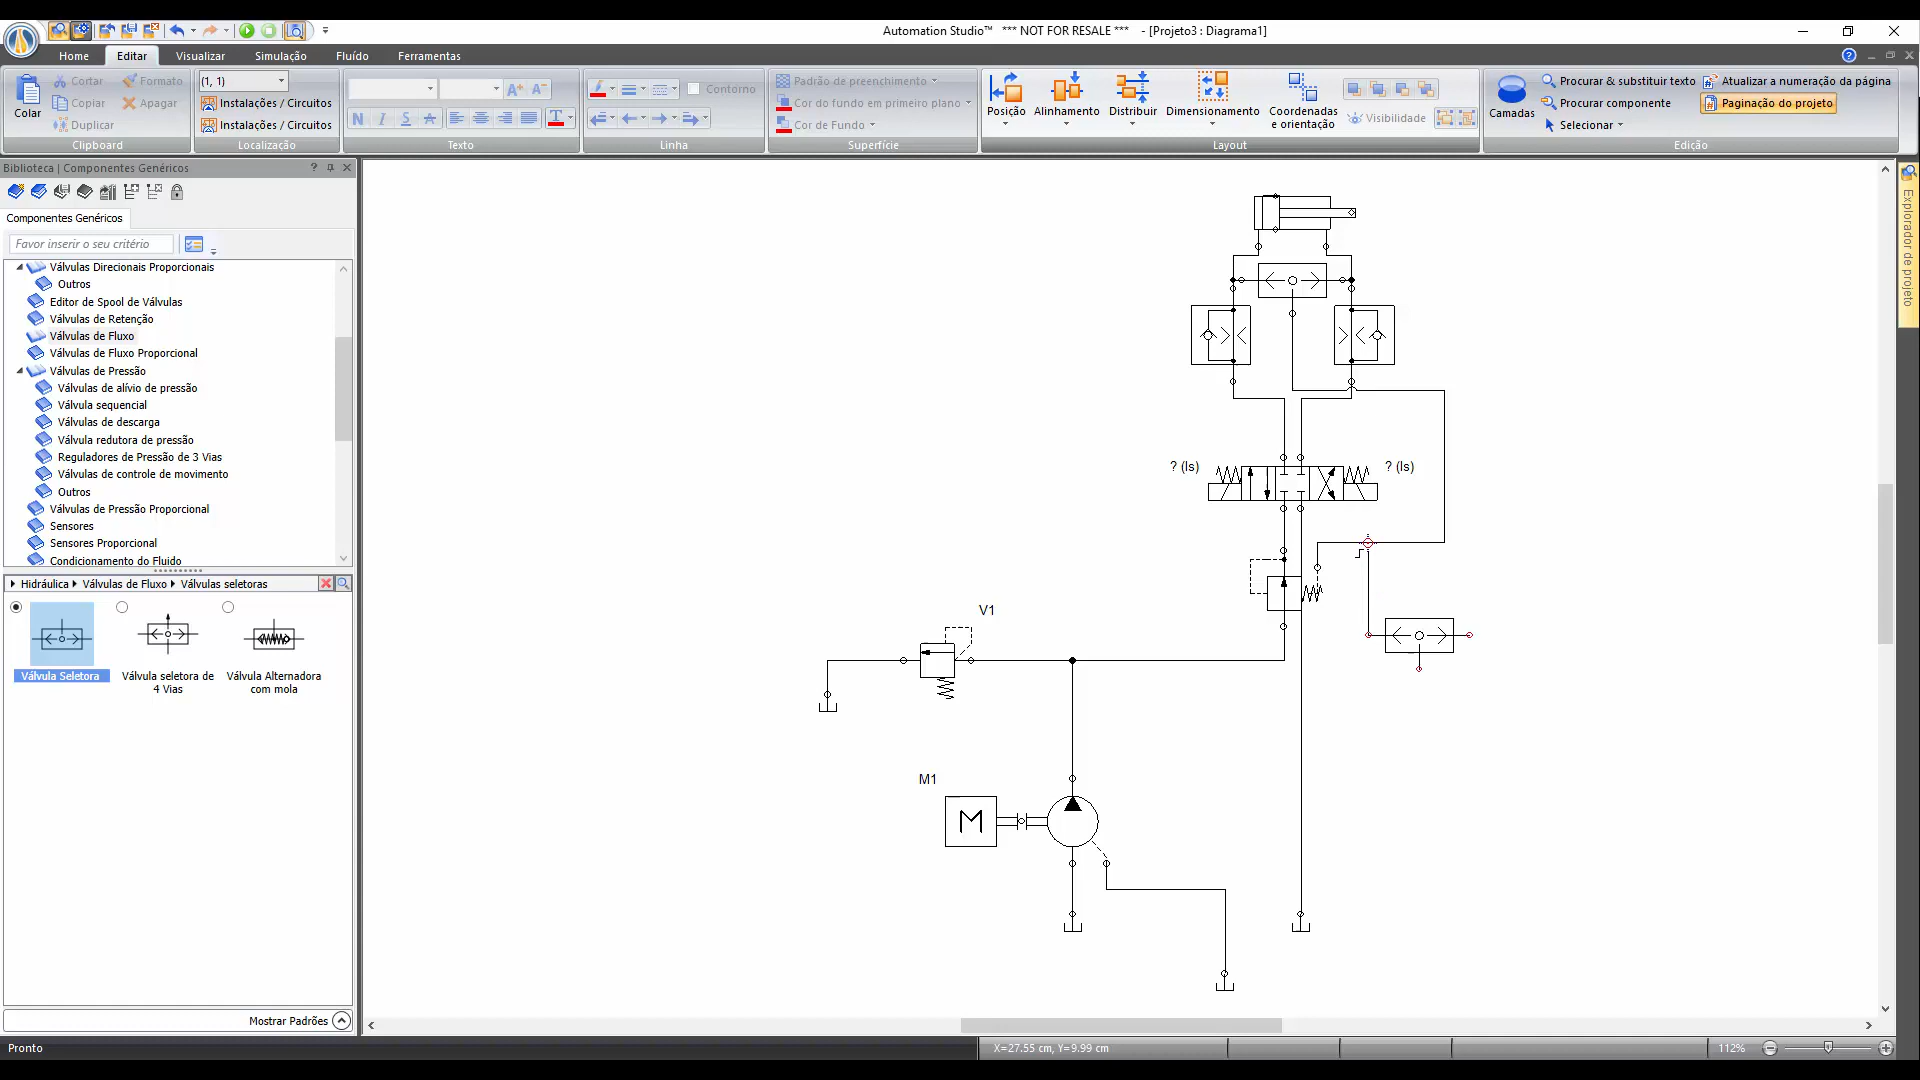 Automation Studio™ *** NOT FOR RESALE *** - [Projeto3 : Diagrama1]
Home Editar Visualizar Simulação Fluído Ferramentas
Colar
Cortar Formato
Copiar Apagar
Duplicar
Clipboard
(1, 1)
Instalações / Circuitos
Instalações / Circuitos
Localização
A+ A-
N I S A T
Texto
Contorno
Linha
Padrão de preenchimento
Cor do fundo em primeiro plano
Cor de Fundo
Superfície
Posição Alinhamento Distribuir Dimensionamento Coordenadas e orientação
Visibilidade
Layout
Camadas
Procurar & substituir texto
Procurar componente
Selecionar
Atualizar a numeração da página
Paginação do projeto
Edição
Biblioteca | Componentes Genéricos
Componentes Genéricos
Favor inserir o seu critério
Válvulas Direcionais Proporcionais
Outros
Editor de Spool de Válvulas
Válvulas de Retenção
Válvulas de Fluxo
Válvulas de Fluxo Proporcional
Válvulas de Pressão
Válvulas de alívio de pressão
Válvula sequencial
Válvulas de descarga
Válvula redutora de pressão
Reguladores de Pressão de 3 Vias
Válvulas de controle de movimento
Outros
Válvulas de Pressão Proporcional
Sensores
Sensores Proporcional
Condicionamento do Fluido
Hidráulica Válvulas de Fluxo Válvulas seletoras
Válvula Seletora
Válvula seletora de 4 Vias
Válvula Alternadora com mola
Mostrar Padrões
? (Is) ? (Is)
V1
M1
M
Explorador de projeto
Pronto
X=27.55 cm, Y=9.99 cm
112%